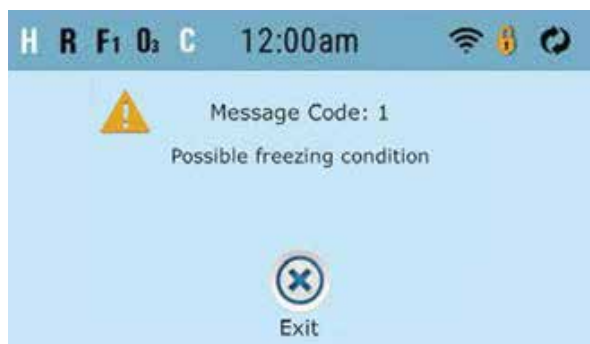 H R F1 O3 C 12:00am
Message Code: 1
Possible freezing condition
Exit